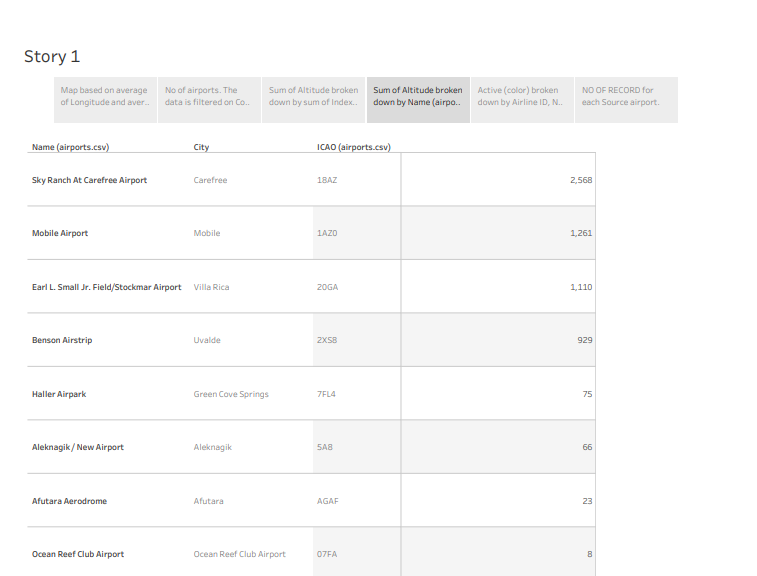 Story 1
Map based on average
of Longitude and aver..
No of airports. The
data is filtered on Co..
Sum of Altitude broken
down by sum of Index..
Sum of Altitude broken
down by Name (airpo..
Active (color) broken
down by Airline ID, N..
NO OF RECORD for
each Source airport.
Name (airports.csv) City ICAO (airports.csv)
Sky Ranch At Carefree Airport Carefree 18AZ 2,568
Mobile Airport Mobile 1AZ0 1,261
Earl L. Small Jr. Field/Stockmar Airport Villa Rica 20GA 1,110
Benson Airstrip Uvalde 2XS8 929
Haller Airpark Green Cove Springs 7FL4 75
Aleknagik / New Airport Aleknagik 5A8 66
Afutara Aerodrome Afutara AGAF 23
Ocean Reef Club Airport Ocean Reef Club Airport 07FA 8